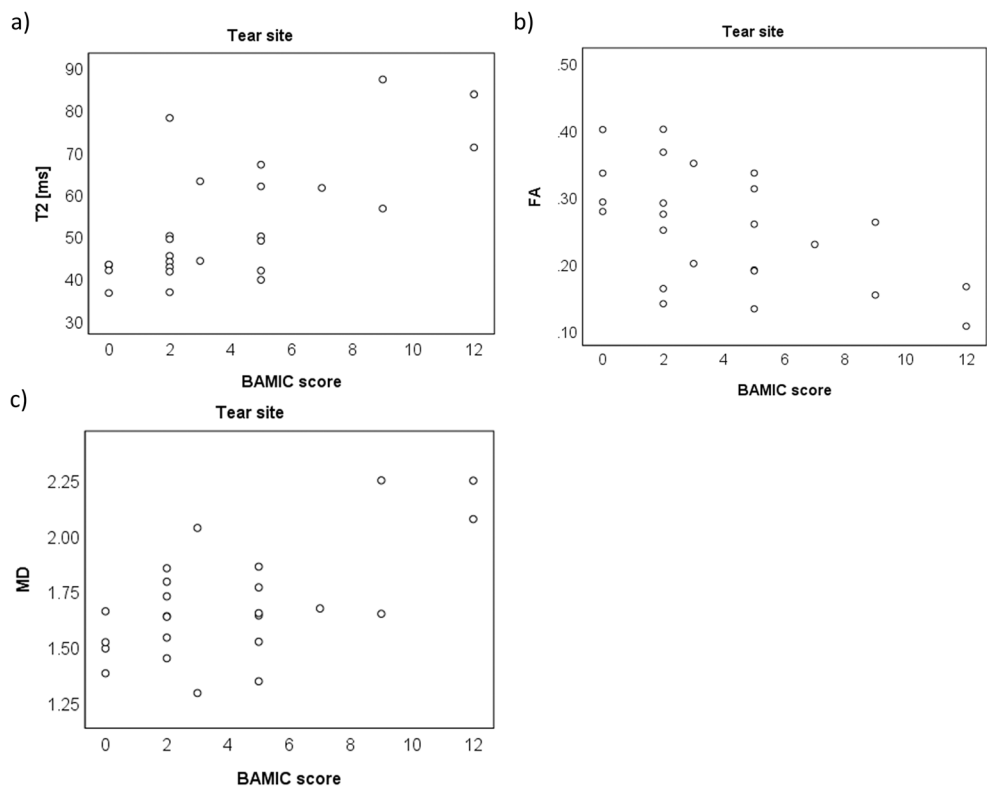 a)
Tear site
T2 [ms]
90
80
70
60
50
40
30
0 2 4 6 8 10 12
BAMIC score
b)
Tear site
FA
.50
.40
.30
.20
.10
0 2 4 6 8 10 12
BAMIC score
c)
Tear site
MD
2.25
2.00
1.75
1.50
1.25
0 2 4 6 8 10 12
BAMIC score